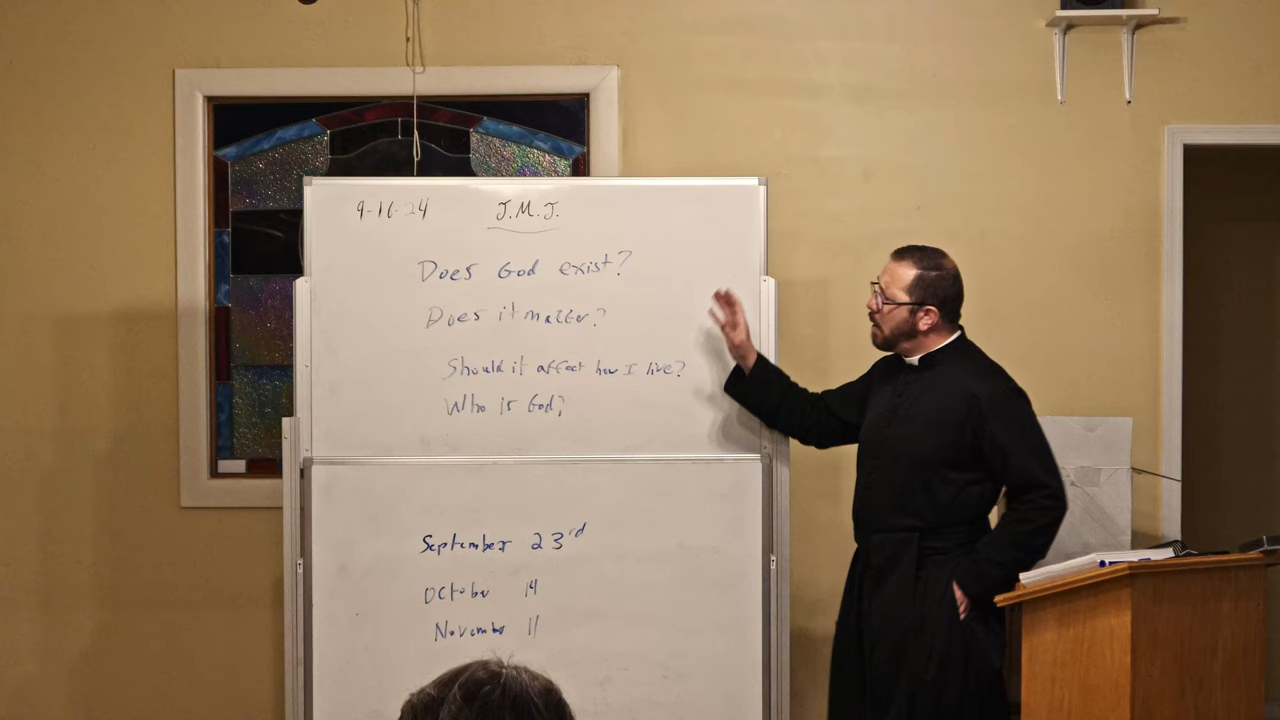 9-16-24 J.M.J.
Does God exist?
Does it matter?
Should it affect how I live?
Who is God?
September 23rd
October 14
November 11